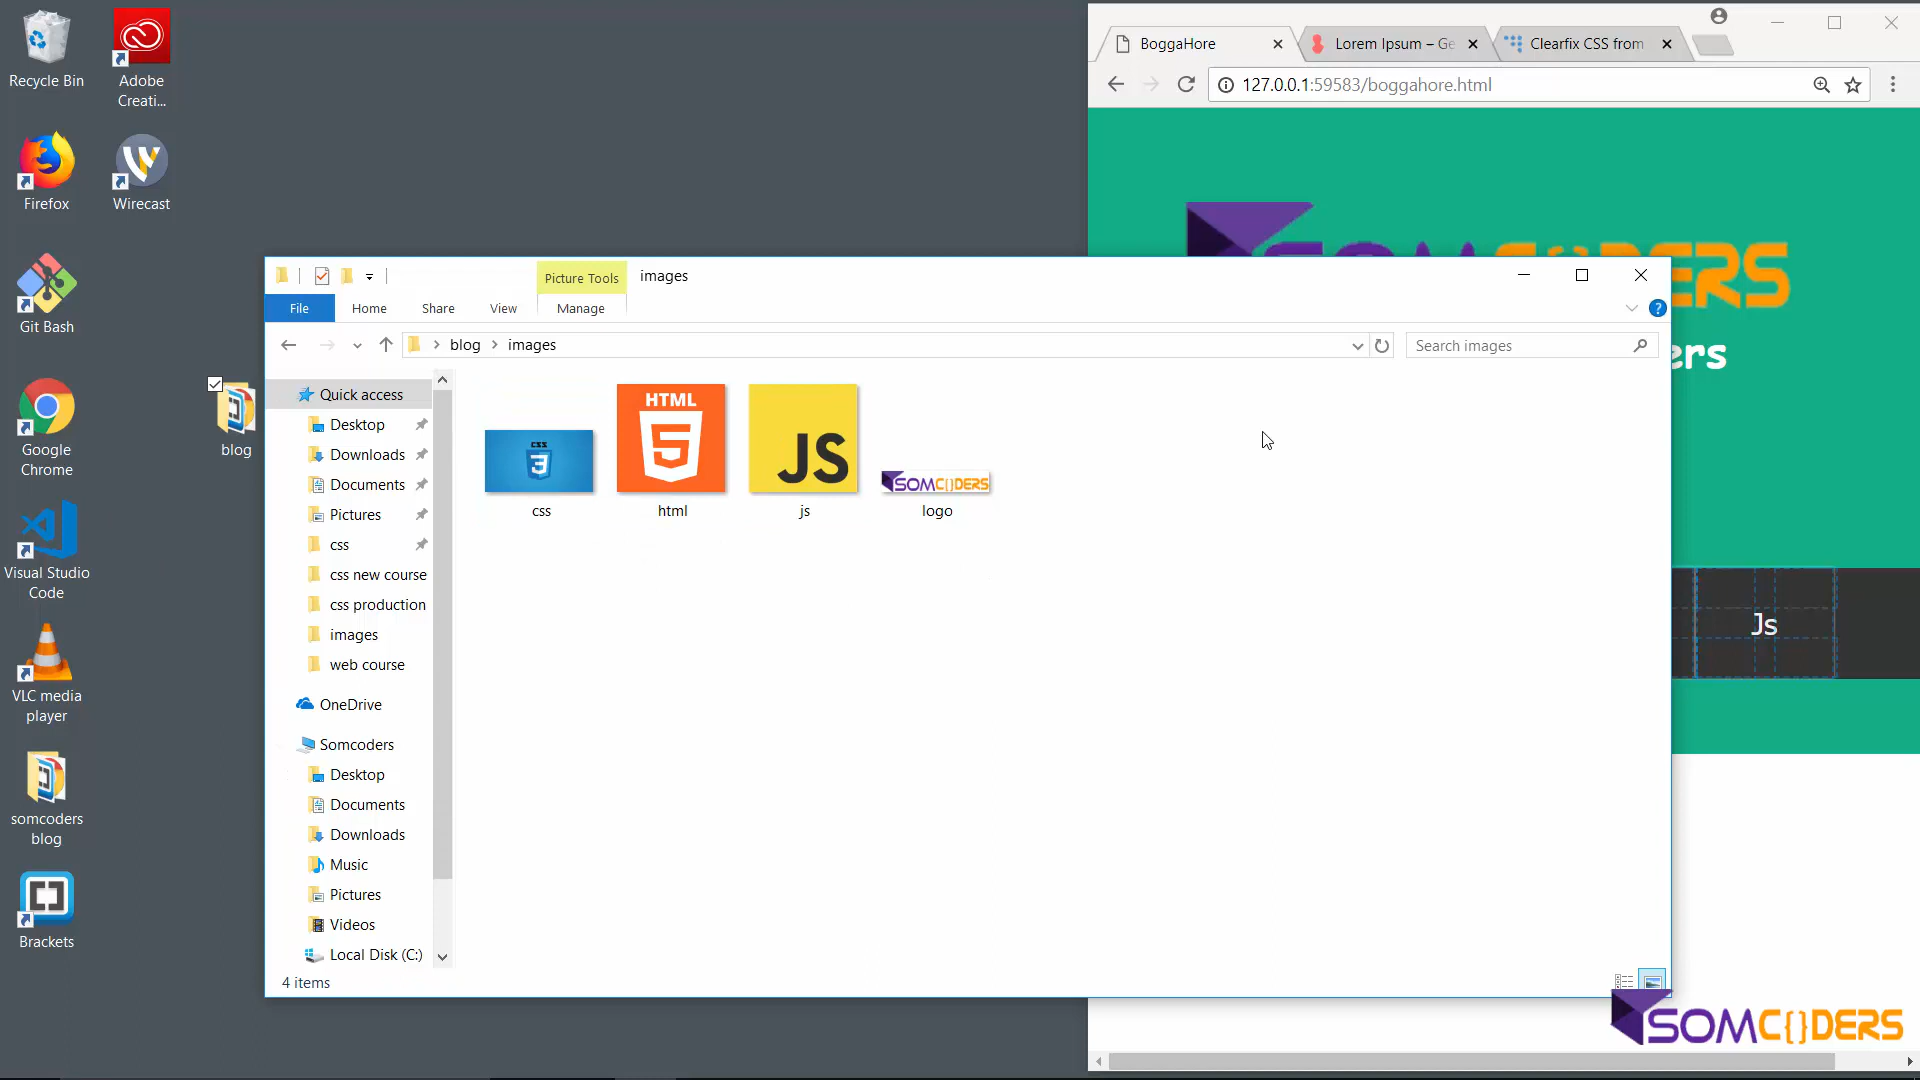 Recycle Bin
Adobe
Creati...
Firefox
Wirecast
Git Bash
Google
Chrome
blog
Visual Studio
Code
VLC media
player
somcoders
blog
Brackets
BoggaHore
Lorem Ipsum – Ge
Clearfix CSS from
127.0.0.1:59583/boggahore.html
SOMC{}DERS
ers
Js
Picture Tools
images
File
Home
Share
View
Manage
blog
images
Search images
Quick access
Desktop
Downloads
Documents
Pictures
css
css new course
css production
images
web course
OneDrive
Somcoders
Desktop
Documents
Downloads
Music
Pictures
Videos
Local Disk (C:)
CSS
3
css
HTML
5
html
JS
js
SOMC{}DERS
logo
4 items
SOMC{}DERS